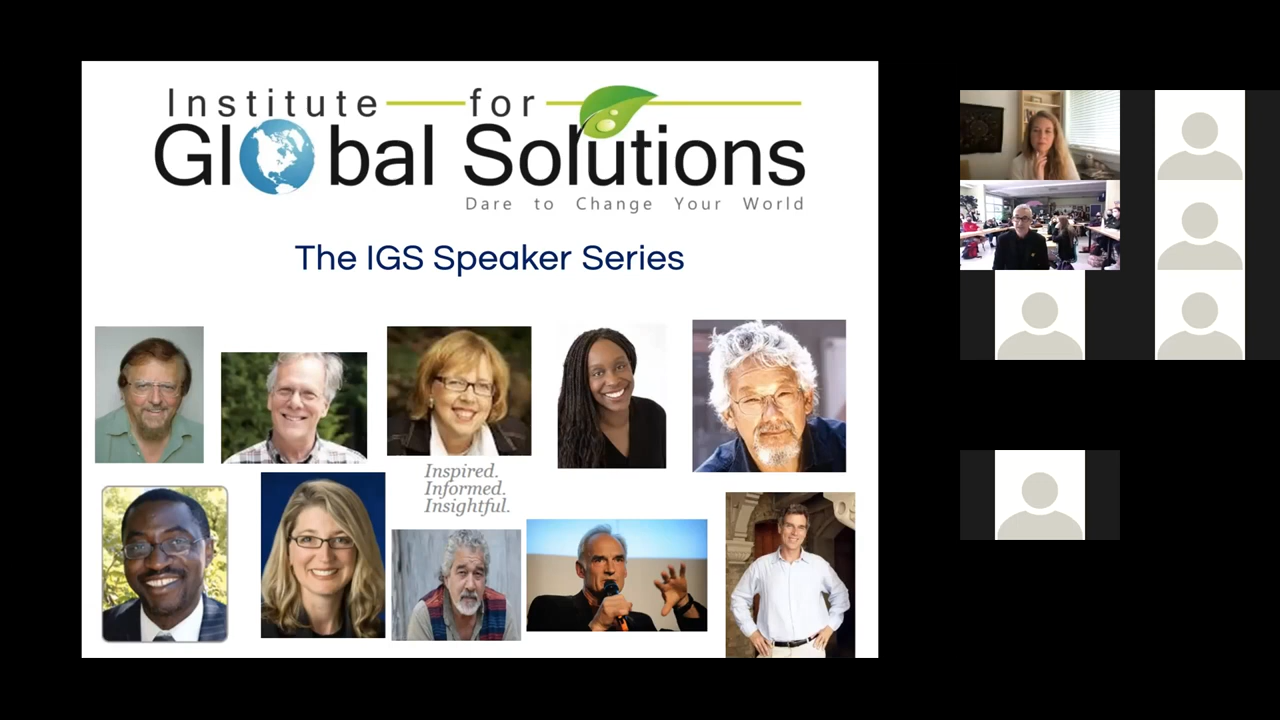 Institute for
Global Solutions
Dare to Change Your World
The IGS Speaker Series
Inspired.
Informed.
Insightful.